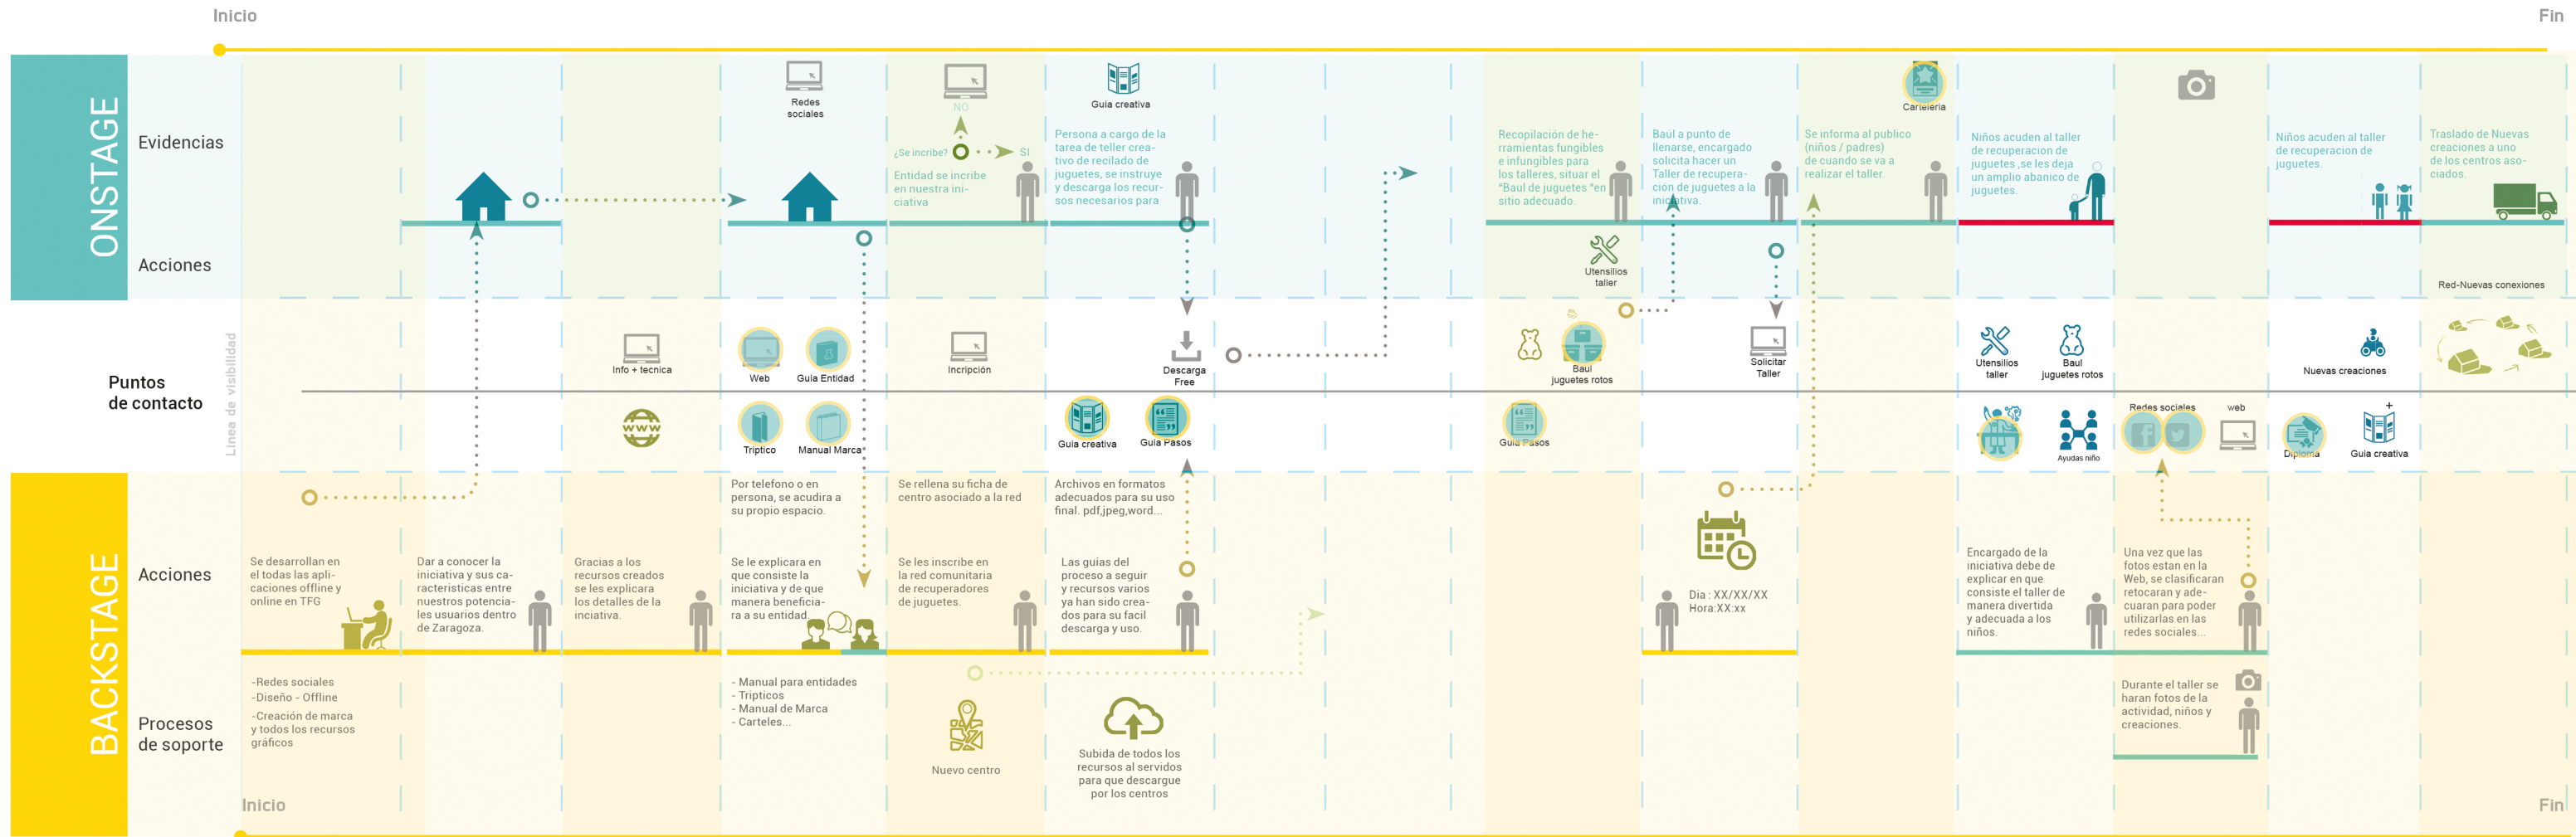 Inicio
Fin
ONSTAGE
Evidencias
Acciones
Redes
sociales
NO
¿Se incribe?
SI
Entidad se incribe
en nuestra ini-
ciativa
Guia creativa
Persona a cargo de la
tarea de teller crea-
tivo de recilado de
juguetes, se instruye
y descarga los recur-
sos necesarios para
Recopilación de he-
rramientas fungibles
e infungibles para
los talleres, situar el
"Baul de juguetes "en
sitio adecuado.
Utensilios
taller
Baúl a punto de
llenarse, encargado
solicita hacer un
Taller de recupera-
ción de juguetes a la
iniciativa.
Se informa al publico
(niños / padres)
de cuando se va a
realizar el taller.
Carteleria
Niños acuden al taller
de recuperacion de
juguetes ,se les deja
un amplio abanico de
juguetes.
Niños acuden al taller
de recuperacion de
juguetes.
Traslado de Nuevas
creaciones a uno
de los centros aso-
ciados.
Red-Nuevas conexiones
Puntos
de contacto
Linea de visibilidad
Info + tecnica
Web
Guia Entidad
Incripción
Descarga
Free
Baul
juguetes rotos
Solicitar
Taller
Utensilios
taller
Baul
juguetes rotos
Nuevas creaciones
www
Triptico
Manual Marca
Guia creativa
Guia Pasos
Guia Pasos
Ayudas niño
Redes sociales
web
Diploma
+
Guia creativa
BACKSTAGE
Acciones
Procesos
de soporte
Se desarrollan en
el todas las apli-
caciones offline y
online en TFG
-Redes sociales
-Diseño - Offline
-Creación de marca
y todos los recursos
gráficos
Dar a conocer la
iniciativa y sus ca-
racteristicas entre
nuestros potencia-
les usuarios dentro
de Zaragoza.
Gracias a los
recursos creados
se les explicara
los detalles de la
inciativa.
Por telefono o en
persona, se acudira a
su propio espacio.
Se le explicara en
que consiste la
iniciativa y de que
manera beneficia-
ra a su entidad.
- Manual para entidades
- Tripticos
- Manual de Marca
- Carteles...
Se rellena su ficha de
centro asociado a la red
Se les inscribe en
la red comunitaria
de recuperadores
de juguetes.
Nuevo centro
Archivos en formatos
adecuados para su uso
final. pdf,jpeg,word...
Las guías del
proceso a seguir
y recursos varios
ya han sido crea-
dos para su facil
descarga y uso.
Subida de todos los
recursos al servidos
para que descargue
por los centros
Dia : XX/XX/XX
Hora:XX:xx
Encargado de la
iniciativa debe de
explicar en que
consiste el taller de
manera divertida
y adecuada a los
niños.
Una vez que las
fotos estan en la
Web, se clasificaran
retocaran y ade-
cuaran para poder
utilizarlas en las
redes sociales...
Durante el taller se
haran fotos de la
actividad, niños y
creaciones.
Inicio
Fin